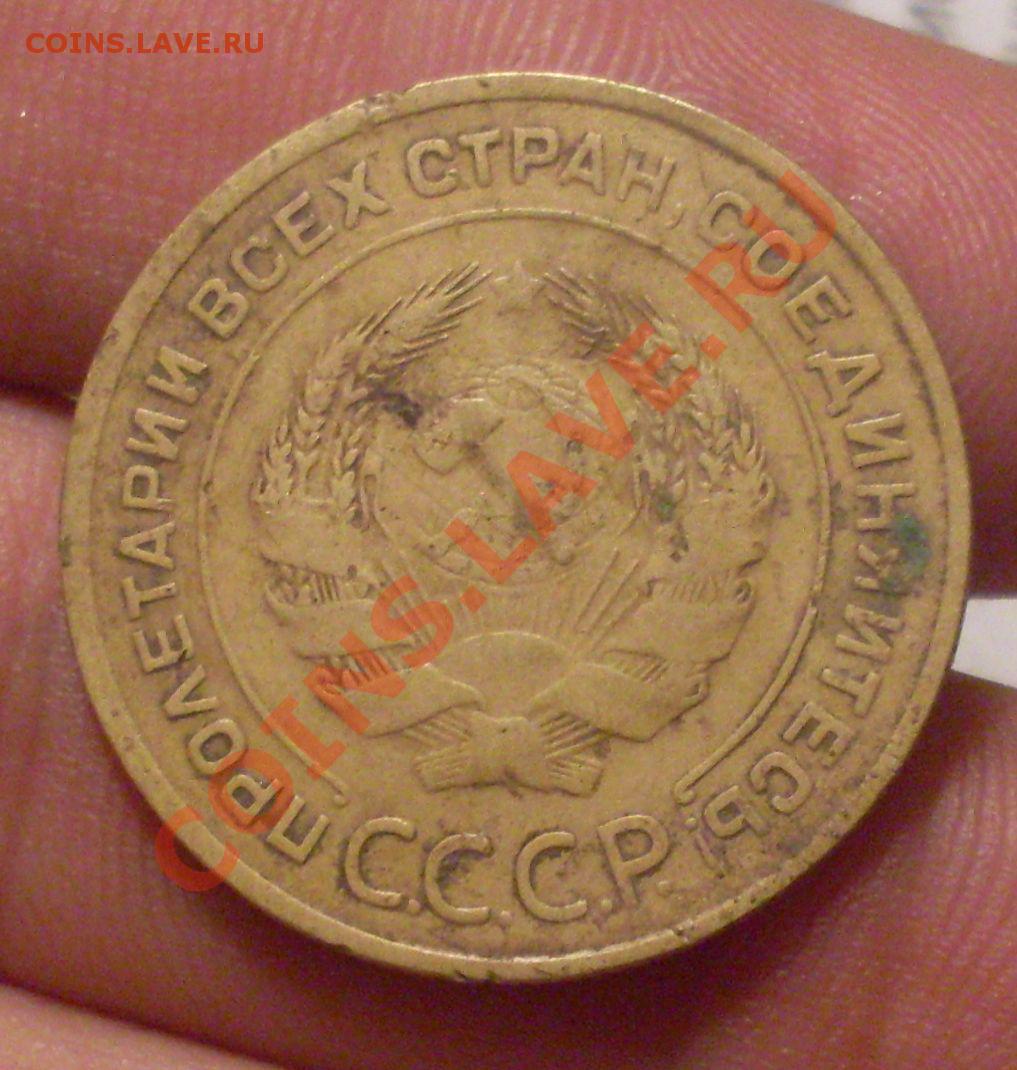 COINS.LAVE.RU
ПРОЛЕТАРИИ ВСЕХ СТРАН, СОЕДИНЯЙТЕСЬ!
С.С.С.Р.
COINS.LAVE.RU